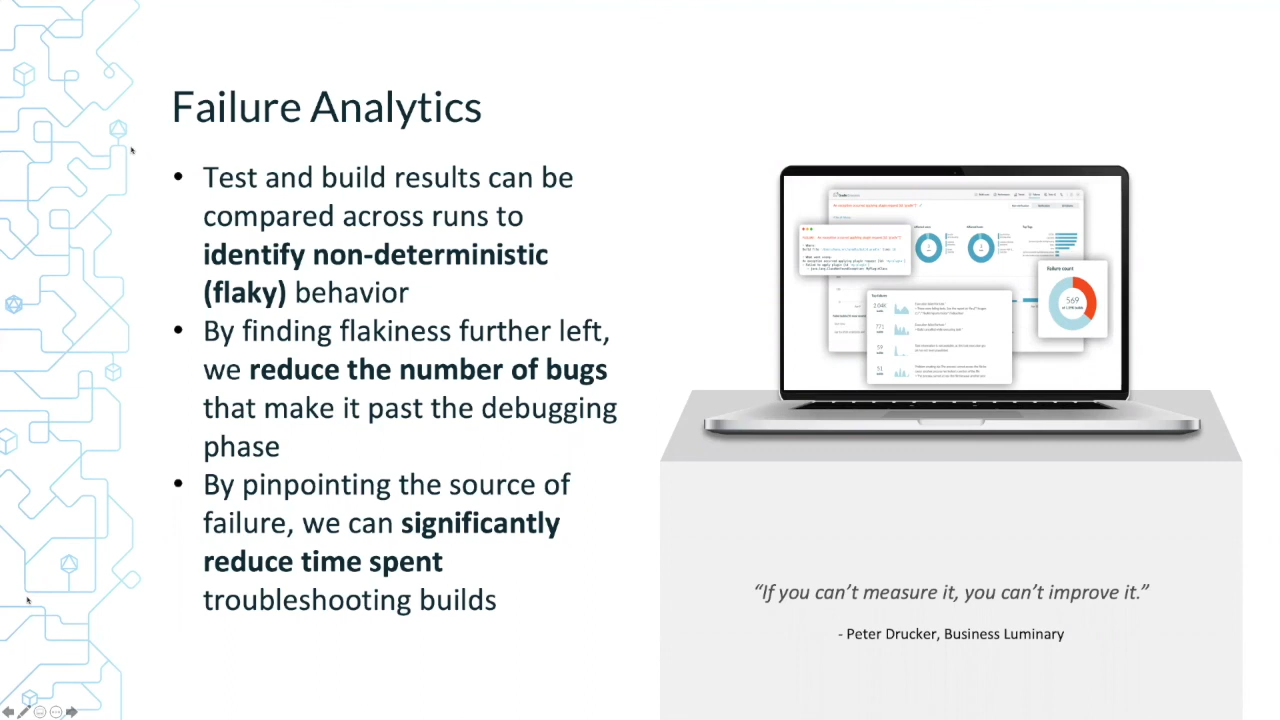 Failure Analytics
• Test and build results can be
compared across runs to
identify non-deterministic
(flaky) behavior
• By finding flakiness further left,
we reduce the number of bugs
that make it past the debugging
phase
• By pinpointing the source of
failure, we can significantly
reduce time spent
troubleshooting builds
Failure count
569
“If you can’t measure it, you can’t improve it.”
- Peter Drucker, Business Luminary